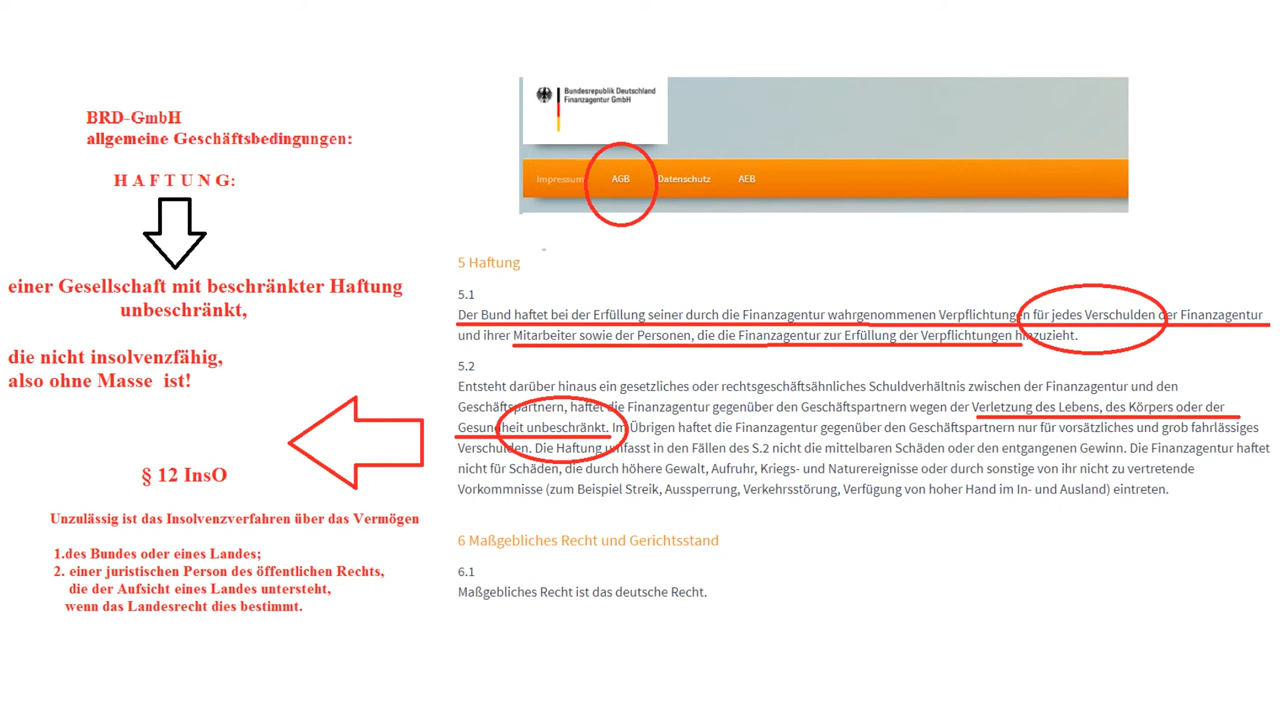 BRD-GmbH
allgemeine Geschäftsbedingungen:
H A F T U N G:
einer Gesellschaft mit beschränkter Haftung
unbeschränkt,
die nicht insolvenzfähig,
also ohne Masse ist!
§ 12 InsO
Unzulässig ist das Insolvenzverfahren über das Vermögen
1.des Bundes oder eines Landes;
2. einer juristischen Person des öffentlichen Rechts,
die der Aufsicht eines Landes untersteht,
wenn das Landesrecht dies bestimmt.
Bundesrepublik Deutschland
Finanzagentur GmbH
Impressum AGB Datenschutz AEB
5 Haftung
5.1
Der Bund haftet bei der Erfüllung seiner durch die Finanzagentur wahrgenommenen Verpflichtungen für jedes Verschulden der Finanzagentur
und ihrer Mitarbeiter sowie der Personen, die die Finanzagentur zur Erfüllung der Verpflichtungen hinzuzieht.
5.2
Entsteht darüber hinaus ein gesetzliches oder rechtsgeschäftsähnliches Schuldverhältnis zwischen der Finanzagentur und den
Geschäftspartnern, haftet die Finanzagentur gegenüber den Geschäftspartnern wegen der Verletzung des Lebens, des Körpers oder der
Gesundheit unbeschränkt. Im Übrigen haftet die Finanzagentur gegenüber den Geschäftspartnern nur für vorsätzliches und grob fahrlässiges
Verschulden. Die Haftung umfasst in den Fällen des S.2 nicht die mittelbaren Schäden oder den entgangenen Gewinn. Die Finanzagentur haftet
nicht für Schäden, die durch höhere Gewalt, Aufruhr, Kriegs- und Naturereignisse oder durch sonstige von ihr nicht zu vertretende
Vorkommnisse (zum Beispiel Streik, Aussperrung, Verkehrsstörung, Verfügung von hoher Hand im In- und Ausland) eintreten.
6 Maßgebliches Recht und Gerichtsstand
6.1
Maßgebliches Recht ist das deutsche Recht.